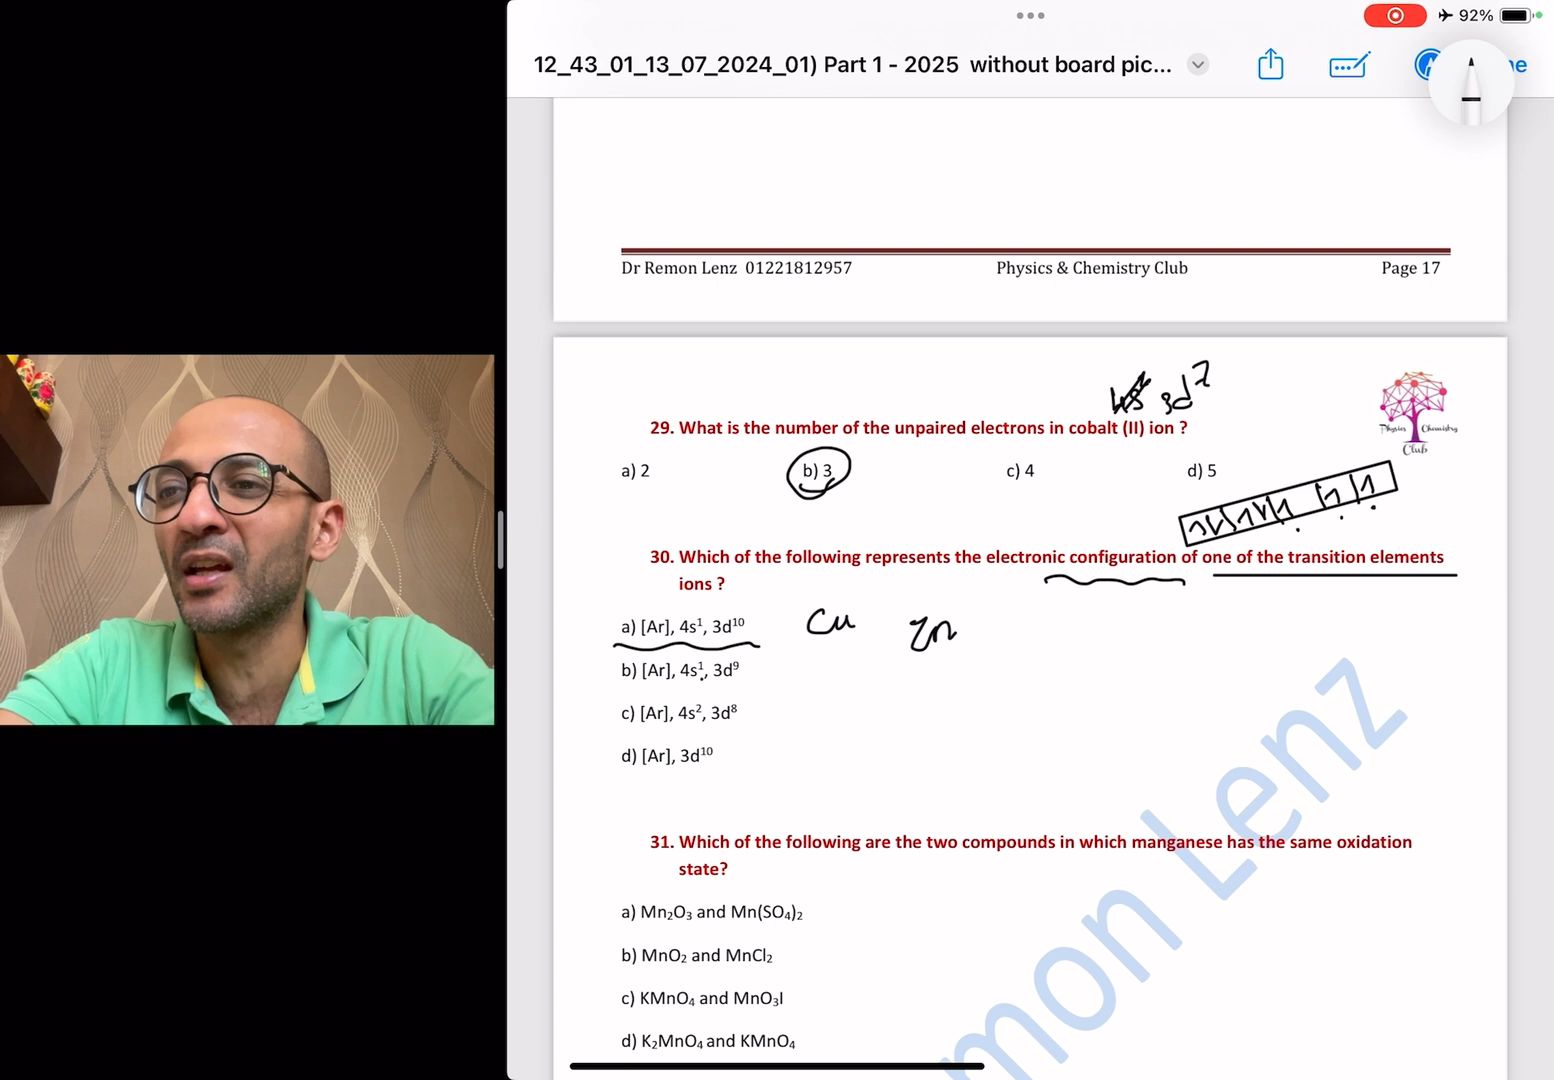 92%
12_43_01_13_07_2024_01) Part 1 - 2025 without board pic...
Dr Remon Lenz 01221812957 Physics & Chemistry Club Page 17
4s² 3d⁷
29. What is the number of the unpaired electrons in cobalt (II) ion ?
Physics Chemistry
Club
a) 2 b) 3 c) 4 d) 5
30. Which of the following represents the electronic configuration of one of the transition elements
ions ?
a) [Ar], 4s¹, 3d¹⁰ Cu Zn
b) [Ar], 4s¹, 3d⁹
c) [Ar], 4s², 3d⁸
d) [Ar], 3d¹⁰
31. Which of the following are the two compounds in which manganese has the same oxidation
state?
a) Mn₂O₃ and Mn(SO₄)₂
b) MnO₂ and MnCl₂
c) KMnO₄ and MnO₃I
d) K₂MnO₄ and KMnO₄
mon Lenz